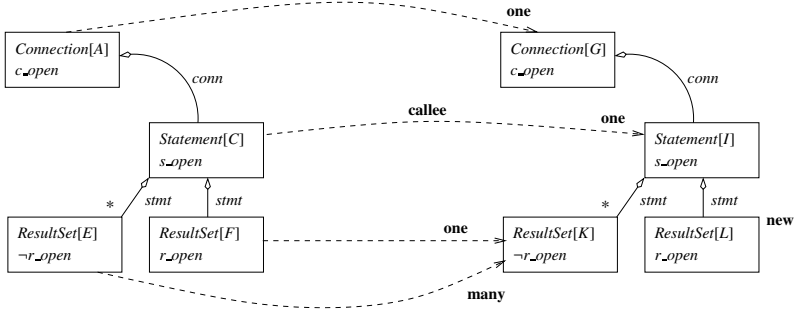 one
Connection[A]
c_open
Connection[G]
c_open
conn
conn
callee
one
Statement[C]
s_open
Statement[I]
s_open
* stmt stmt
* stmt stmt
ResultSet[E]
¬r_open
ResultSet[F]
r_open
one
ResultSet[K]
¬r_open
ResultSet[L]
r_open
new
many